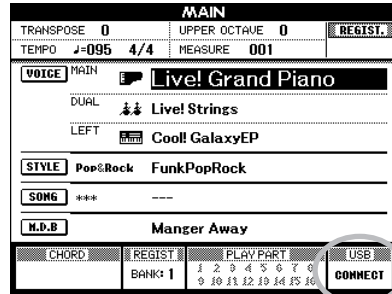 MAIN
TRANSPOSE 0 UPPER OCTAVE 0 REGIST.
TEMPO ♩=095 4/4 MEASURE 001
VOICE MAIN Live! Grand Piano
DUAL Live! Strings
LEFT Cool! GalaxyEP
STYLE Pop&Rock FunkPopRock
SONG *** ---
M.D.B Manger Away
CHORD REGIST PLAY PART USB
BANK: 1 1 2 3 4 5 6 7 8 CONNECT
9 10 11 12 13 14 15 16